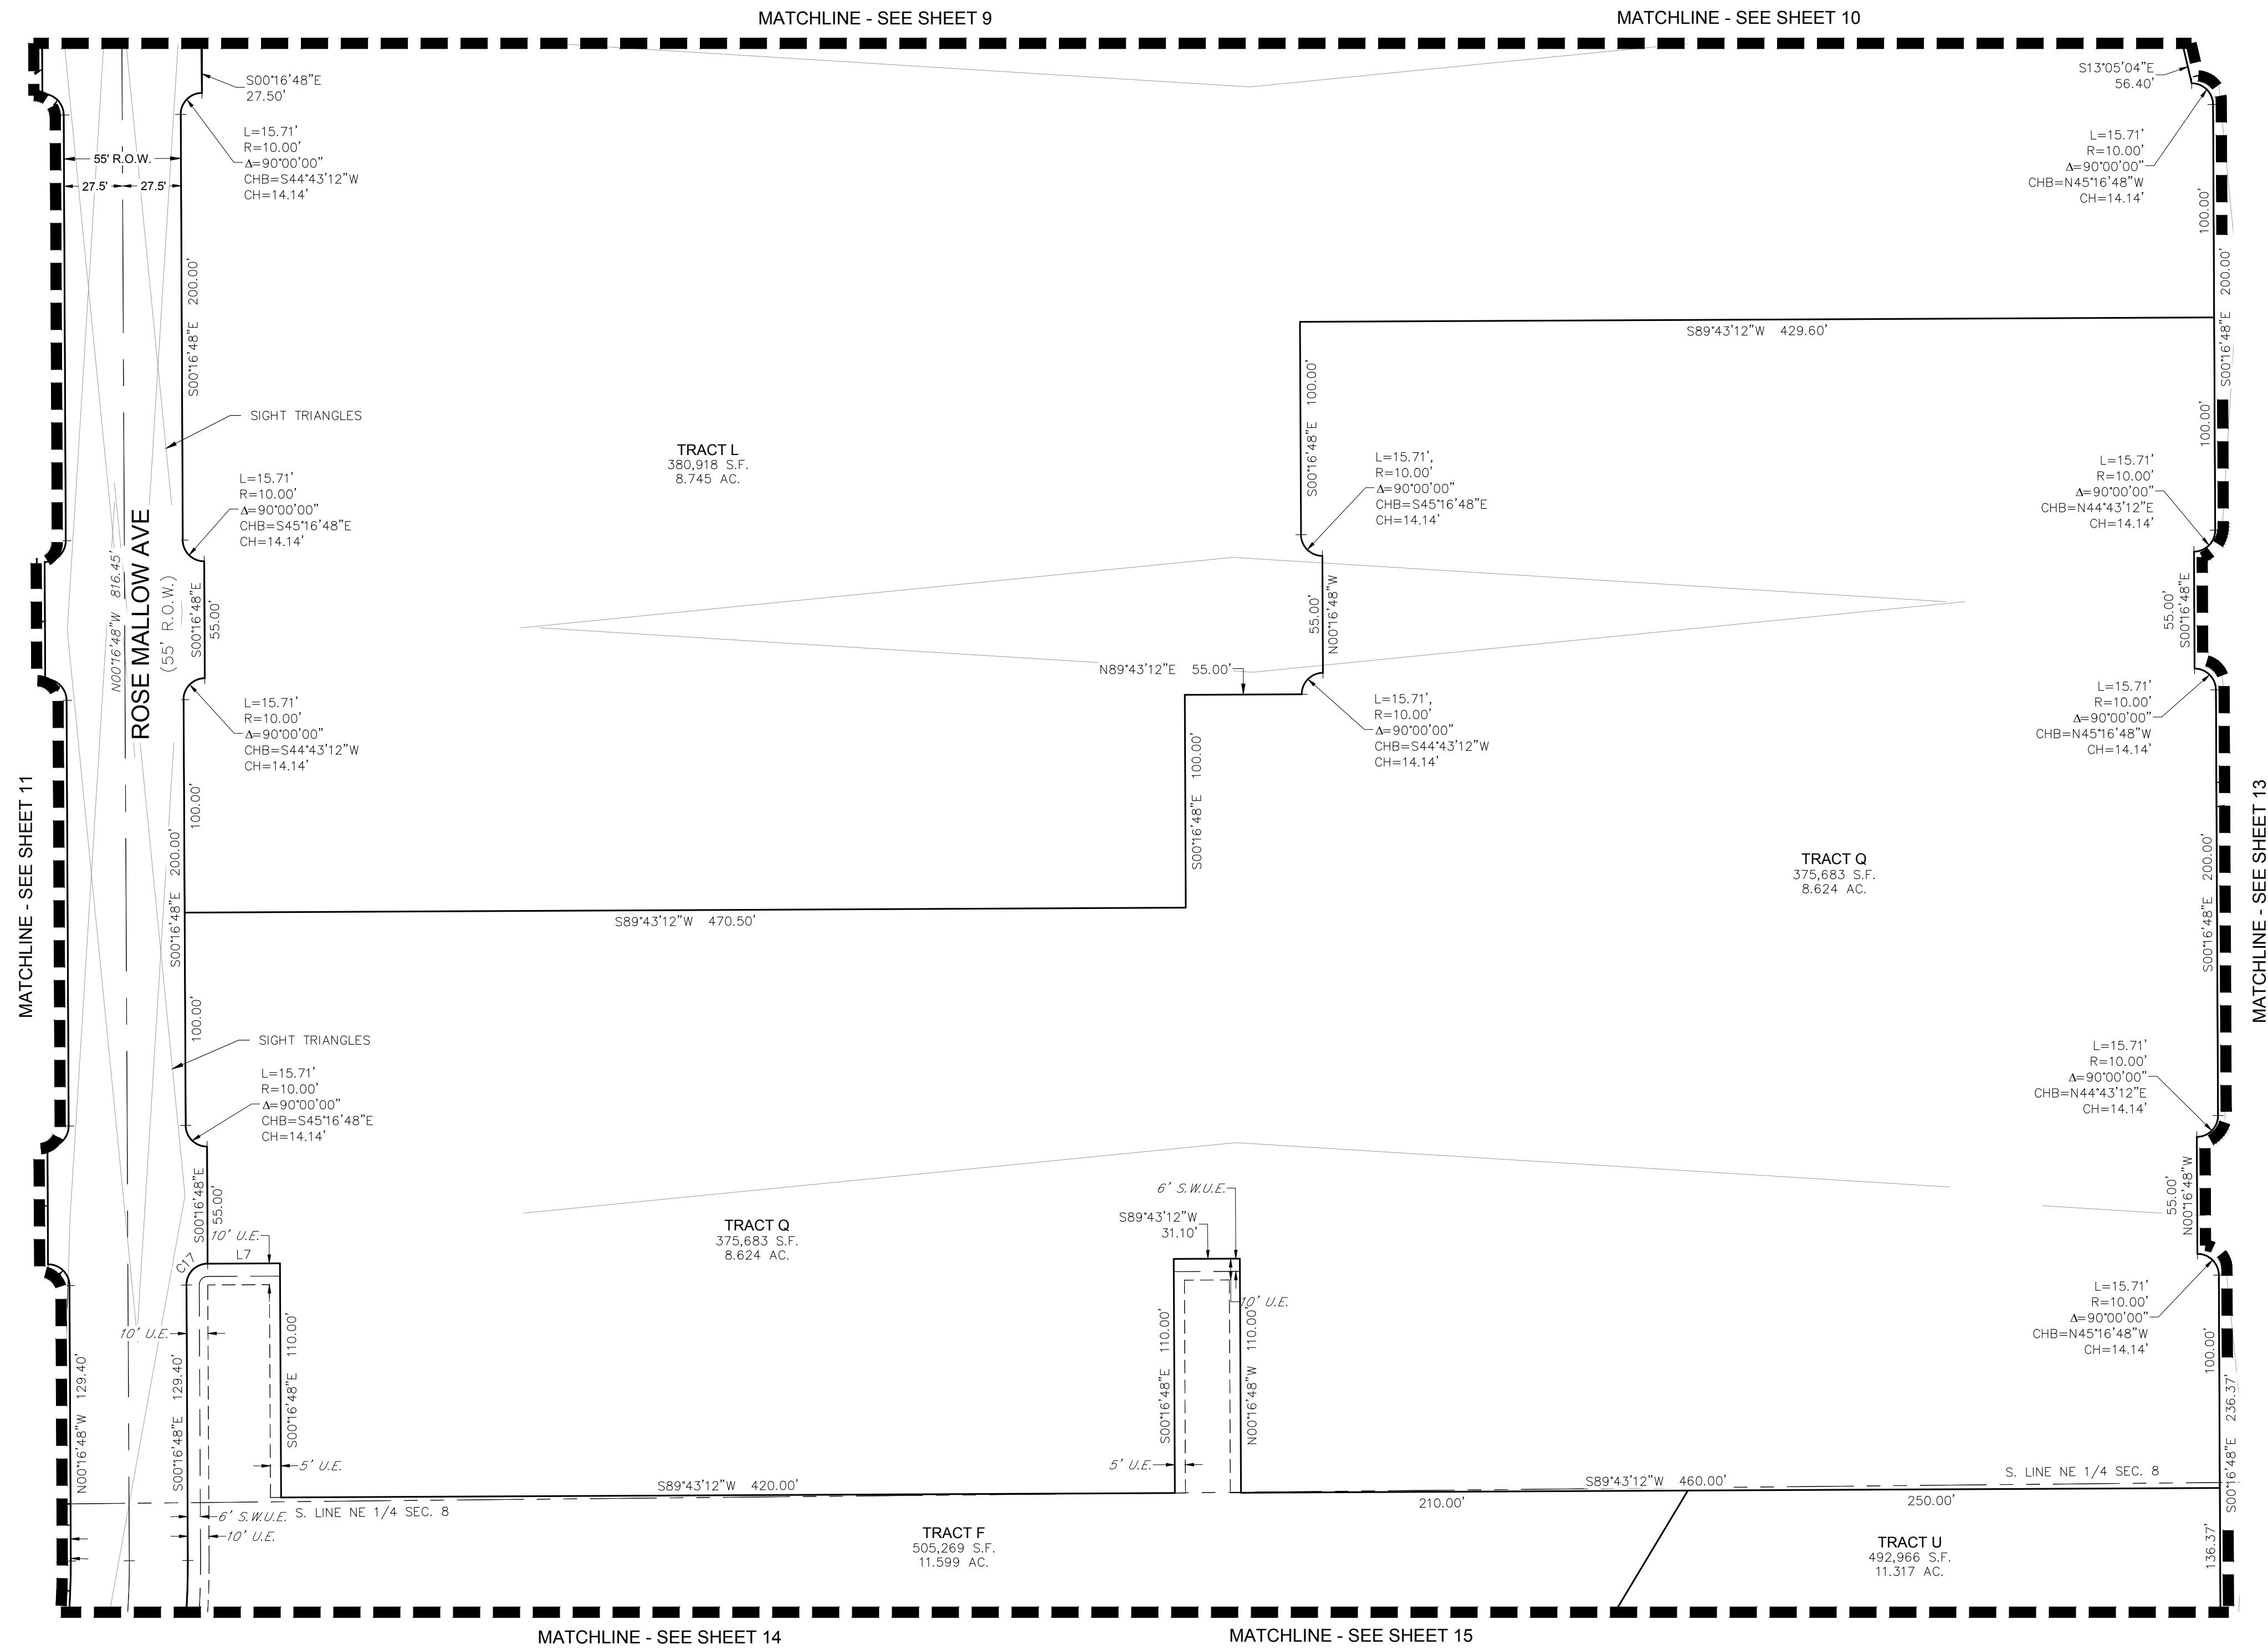 MATCHLINE - SEE SHEET 9
MATCHLINE - SEE SHEET 10
S00°16'48"E
27.50'
L=15.71'
R=10.00'
Δ=90°00'00"
CHB=S44°43'12"W
CH=14.14'
55' R.O.W.
27.5'
27.5'
S13°05'04"E
56.40'
L=15.71'
R=10.00'
Δ=90°00'00"
CHB=N45°16'48"W
CH=14.14'
100.00'
S00°16'48"E 200.00'
S00°16'48"E 200.00'
S89°43'12"W 429.60'
S00°16'48"E 100.00'
100.00'
SIGHT TRIANGLES
TRACT L
380,918 S.F.
8.745 AC.
L=15.71'
R=10.00'
Δ=90°00'00"
CHB=S45°16'48"E
CH=14.14'
L=15.71',
R=10.00'
Δ=90°00'00"
CHB=S45°16'48"E
CH=14.14'
L=15.71'
R=10.00'
Δ=90°00'00"
CHB=N44°43'12"E
CH=14.14'
N00°16'48"W 816.45'
ROSE MALLOW AVE
(55' R.O.W.)
S00°16'48"E
55.00'
55.00'
N00°16'48"W
55.00'
S00°16'48"E
N89°43'12"E 55.00'
L=15.71'
R=10.00'
Δ=90°00'00"
CHB=S44°43'12"W
CH=14.14'
L=15.71',
R=10.00'
Δ=90°00'00"
CHB=S44°43'12"W
CH=14.14'
L=15.71'
R=10.00'
Δ=90°00'00"
CHB=N45°16'48"W
CH=14.14'
MATCHLINE - SEE SHEET 11
MATCHLINE - SEE SHEET 13
100.00'
S00°16'48"E 200.00'
S00°16'48"E 100.00'
TRACT Q
375,683 S.F.
8.624 AC.
S00°16'48"E 200.00'
S89°43'12"W 470.50'
100.00'
SIGHT TRIANGLES
L=15.71'
R=10.00'
Δ=90°00'00"
CHB=S45°16'48"E
CH=14.14'
L=15.71'
R=10.00'
Δ=90°00'00"
CHB=N44°43'12"E
CH=14.14'
S00°16'48"E
55.00'
55.00'
N00°16'48"W
10' U.E.
L7
C17
TRACT Q
375,683 S.F.
8.624 AC.
6' S.W.U.E.
S89°43'12"W
31.10'
10' U.E.
L=15.71'
R=10.00'
Δ=90°00'00"
CHB=N45°16'48"W
CH=14.14'
10' U.E.
N00°16'48"W 129.40'
S00°16'48"E 129.40'
S00°16'48"E 110.00'
S00°16'48"E 110.00'
N00°16'48"W 110.00'
100.00'
S00°16'48"E 236.37'
5' U.E.
5' U.E.
S89°43'12"W 420.00'
S89°43'12"W 460.00'
S. LINE NE 1/4 SEC. 8
210.00'
250.00'
6' S.W.U.E.
S. LINE NE 1/4 SEC. 8
10' U.E.
TRACT F
505,269 S.F.
11.599 AC.
TRACT U
492,966 S.F.
11.317 AC.
136.37'
MATCHLINE - SEE SHEET 14
MATCHLINE - SEE SHEET 15